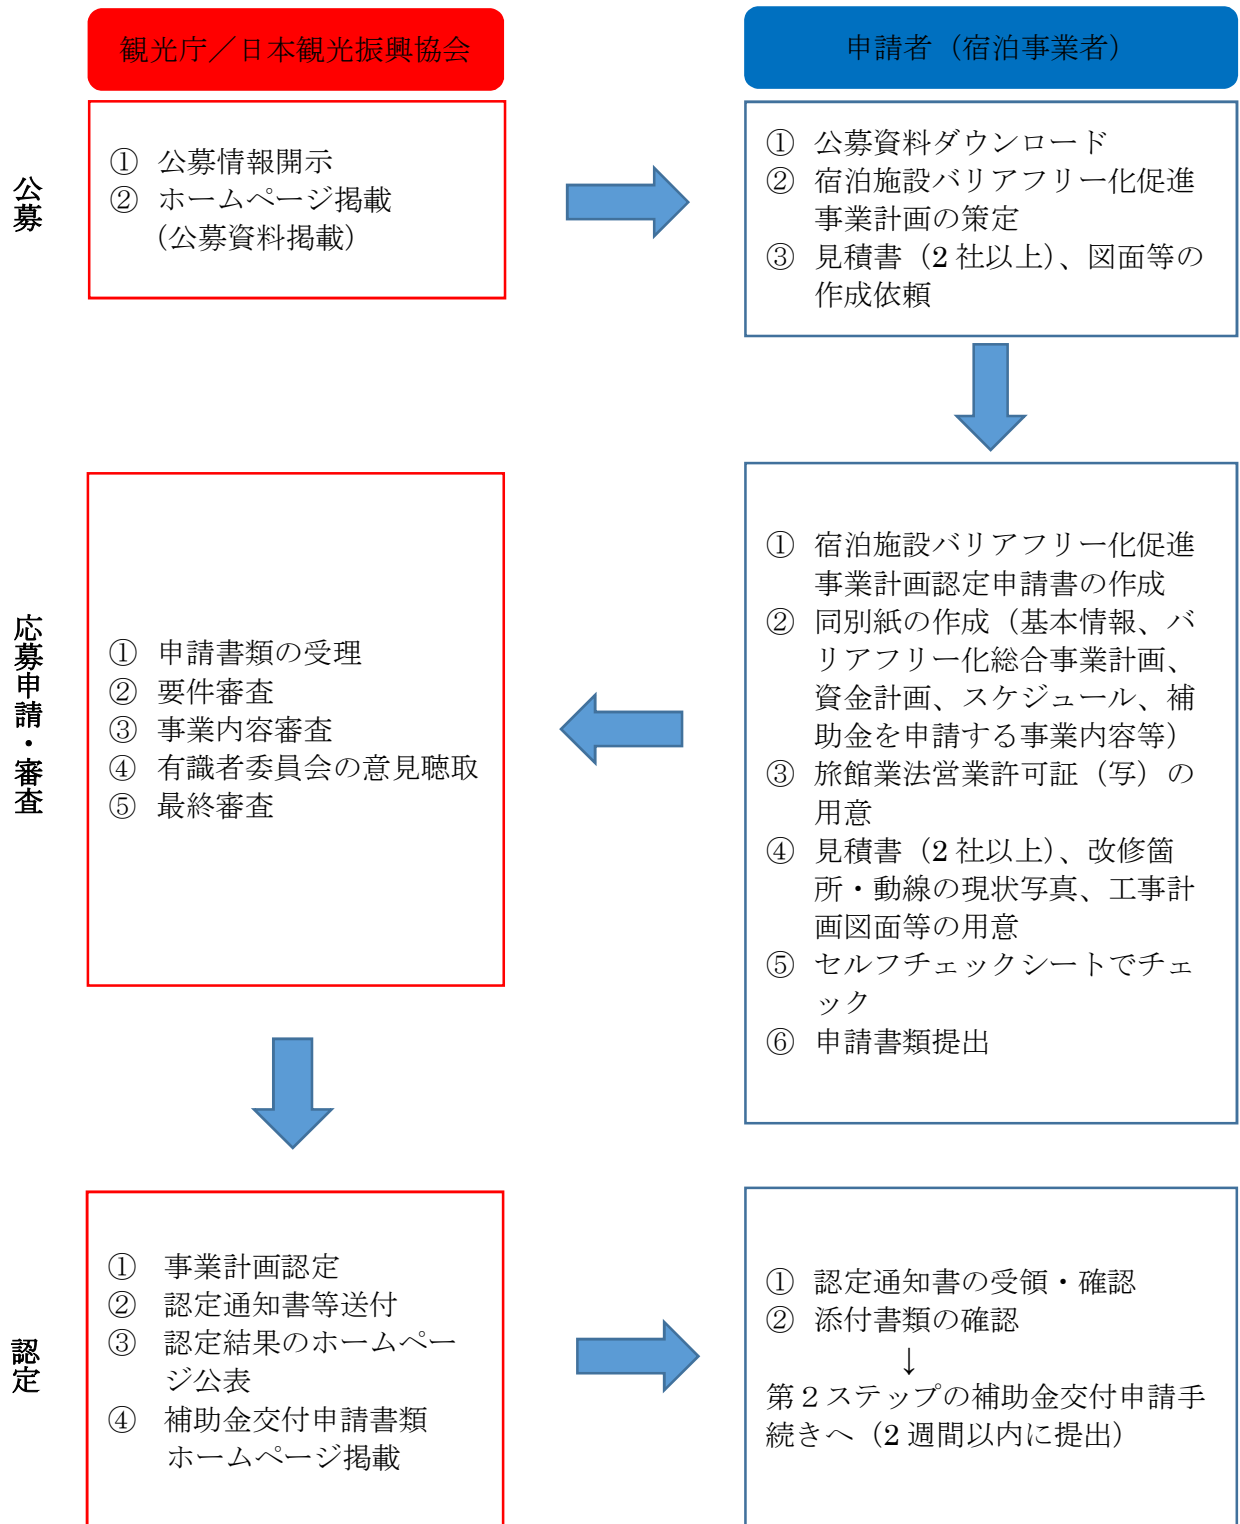 観光庁／日本観光振興協会
申請者（宿泊事業者）
公募
① 公募情報開示
② ホームページ掲載
（公募資料掲載）
① 公募資料ダウンロード
② 宿泊施設バリアフリー化促進
事業計画の策定
③ 見積書（2 社以上）、図面等の
作成依頼
応募申請・審査
① 申請書類の受理
② 要件審査
③ 事業内容審査
④ 有識者委員会の意見聴取
⑤ 最終審査
① 宿泊施設バリアフリー化促進
事業計画認定申請書の作成
② 同別紙の作成（基本情報、バ
リアフリー化総合事業計画、
資金計画、スケジュール、補
助金を申請する事業内容等）
③ 旅館業法営業許可証（写）の
用意
④ 見積書（2 社以上）、改修箇
所・動線の現状写真、工事計
画図面等の用意
⑤ セルフチェックシートでチェ
ック
⑥ 申請書類提出
認定
① 事業計画認定
② 認定通知書等送付
③ 認定結果のホームペー
ジ公表
④ 補助金交付申請書類
ホームページ掲載
① 認定通知書の受領・確認
② 添付書類の確認
↓
第２ステップの補助金交付申請手
続きへ（2 週間以内に提出）